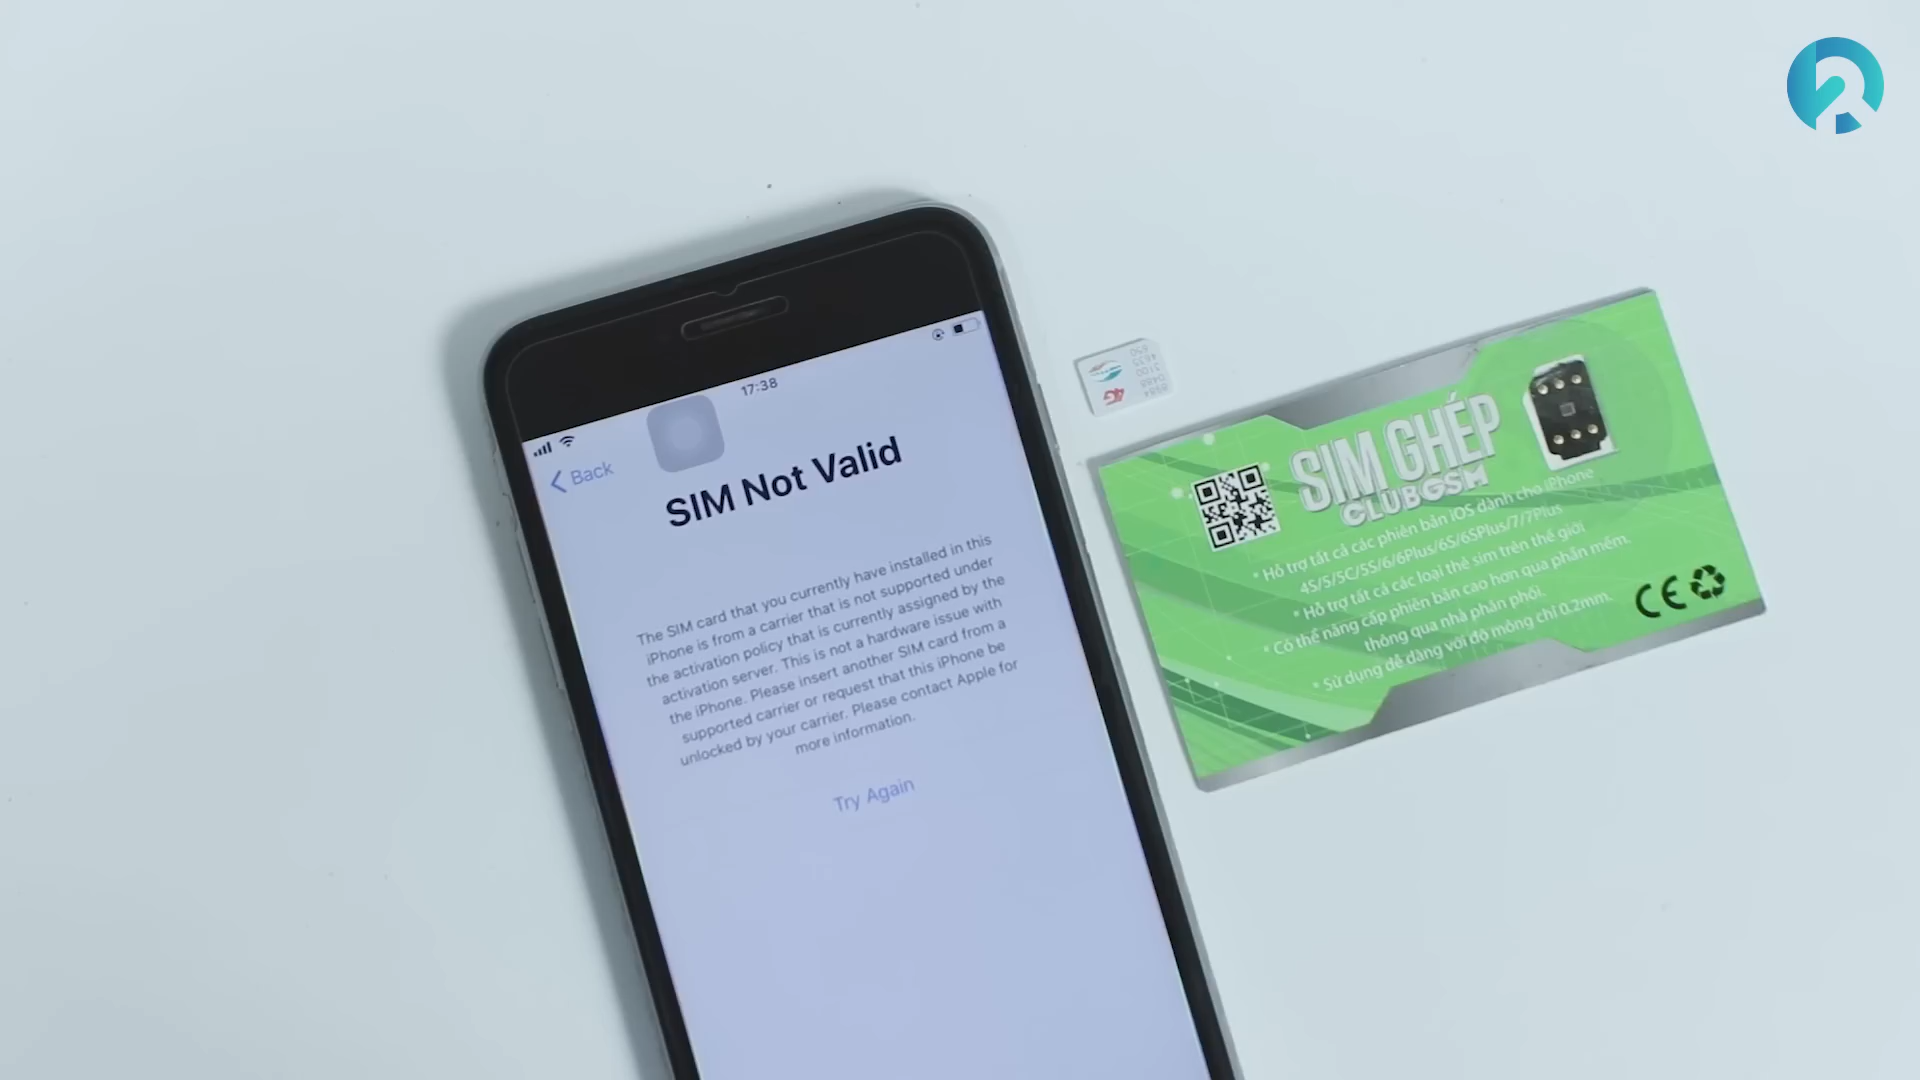 17:38
Back
SIM Not Valid
The SIM card that you currently have installed in this
iPhone is from a carrier that is not supported under
the activation policy that is currently assigned by the
activation server. This is not a hardware issue with
the iPhone. Please insert another SIM card from a
supported carrier or request that this iPhone be
unlocked by your carrier. Please contact Apple for
more information.
Try Again
4G
8984
0488
3100
4635
SIM GHÉP
CLUBGSM
* Hỗ trợ tất cả các phiên bản iOS dành cho iPhone
4S/5/5C/5S/6/6Plus/6S/6SPlus/7/7Plus
* Hỗ trợ tất cả các loại thẻ sim trên thế giới
* Có thể nâng cấp phiên bản cao hơn qua phần mềm.
thông qua nhà phân phối.
* Sử dụng dễ dàng với độ mỏng chỉ 0.2mm.
CE